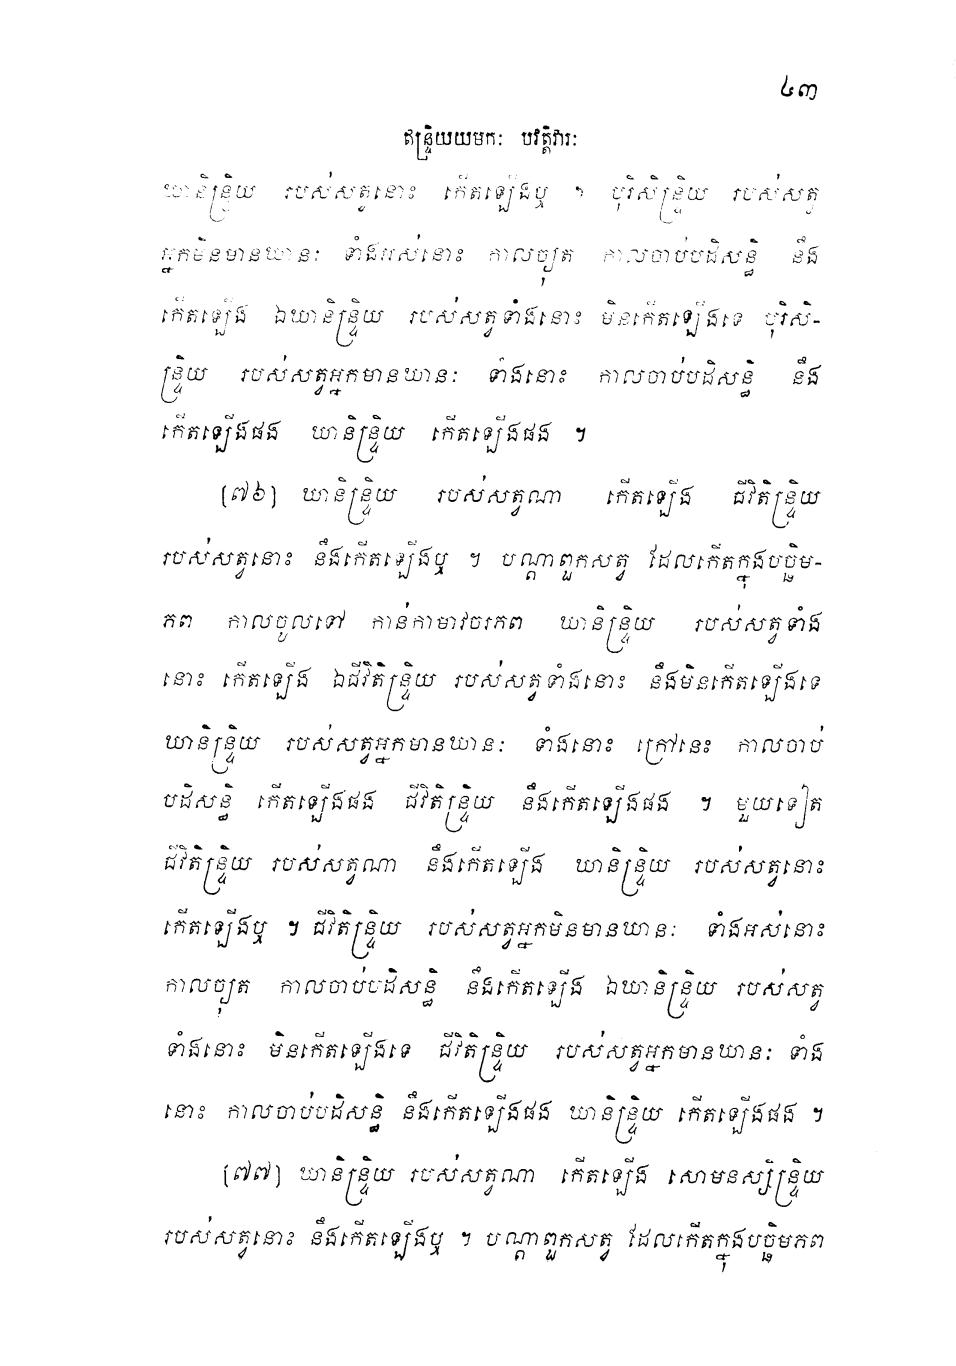 ៤៣
ឥន្ទ្រិយយមកៈ បវត្តិវារៈ
ឃានិន្ទ្រិយ របស់សត្វនោះ កើតឡើងឬ ។ បុរិសិន្ទ្រិយ របស់សត្វ
អ្នកមិនមានឃានៈ ទាំងអស់នោះ កាលច្យុត កាលចាប់បដិសន្ធិ នឹង
កើតឡើង ឯឃានិន្ទ្រិយ របស់សត្វទាំងនោះ មិនកើតឡើងទេ បុរិសិ-
ន្ទ្រិយ របស់សត្វអ្នកមានឃានៈ ទាំងនោះ កាលចាប់បដិសន្ធិ នឹង
កើតឡើងផង ឃានិន្ទ្រិយ កើតឡើងផង ។
[៧៦] ឃានិន្ទ្រិយ របស់សត្វណា កើតឡើង ជីវិតិន្ទ្រិយ
របស់សត្វនោះ នឹងកើតឡើងឬ ។ បណ្តាពួកសត្វ ដែលកើតក្នុងបច្ឆិម-
ភព កាលចូលទៅ កាន់កាមាវចរភព ឃានិន្ទ្រិយ របស់សត្វទាំង
នោះ កើតឡើង ឯជីវិតិន្ទ្រិយ របស់សត្វទាំងនោះ នឹងមិនកើតឡើងទេ
ឃានិន្ទ្រិយ របស់សត្វអ្នកមានឃានៈ ទាំងនោះ ក្រៅនេះ កាលចាប់
បដិសន្ធិ កើតឡើងផង ជីវិតិន្ទ្រិយ នឹងកើតឡើងផង ។ មួយទៀត
ជីវិតិន្ទ្រិយ របស់សត្វណា នឹងកើតឡើង ឃានិន្ទ្រិយ របស់សត្វនោះ
កើតឡើងឬ ។ ជីវិតិន្ទ្រិយ របស់សត្វអ្នកមិនមានឃានៈ ទាំងអស់នោះ
កាលច្យុត កាលចាប់បដិសន្ធិ នឹងកើតឡើង ឯឃានិន្ទ្រិយ របស់សត្វ
ទាំងនោះ មិនកើតឡើងទេ ជីវិតិន្ទ្រិយ របស់សត្វអ្នកមានឃានៈ ទាំង
នោះ កាលចាប់បដិសន្ធិ នឹងកើតឡើងផង ឃានិន្ទ្រិយ កើតឡើងផង ។
[៧៧] ឃានិន្ទ្រិយ របស់សត្វណា កើតឡើង សោមនស្សិន្ទ្រិយ
របស់សត្វនោះ នឹងកើតឡើងឬ ។ បណ្តាពួកសត្វ ដែលកើតក្នុងបច្ឆិមភព